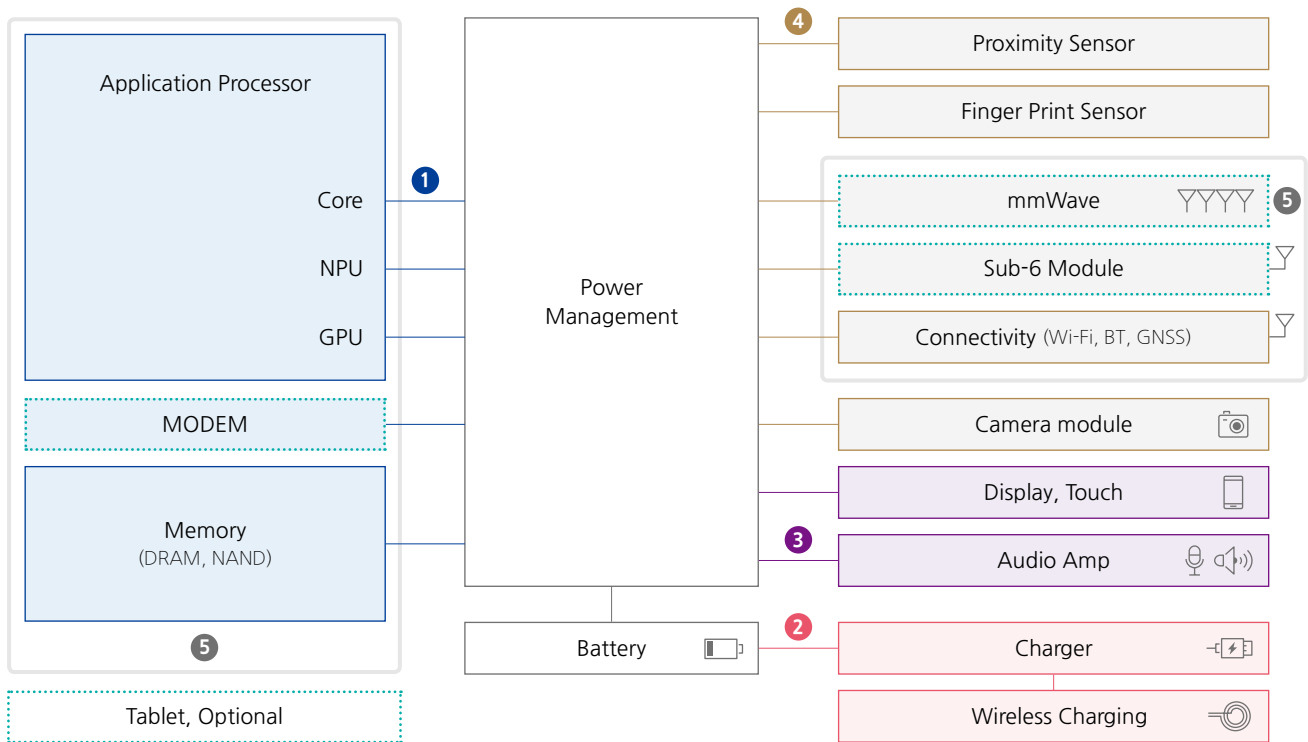 Application Processor
Core
NPU
GPU
MODEM
Memory
(DRAM, NAND)
5
Tablet, Optional
1
Power
Management
Battery
4
Proximity Sensor
Finger Print Sensor
mmWave
5
Sub-6 Module
Connectivity (Wi-Fi, BT, GNSS)
Camera module
Display, Touch
3
Audio Amp
2
Charger
Wireless Charging